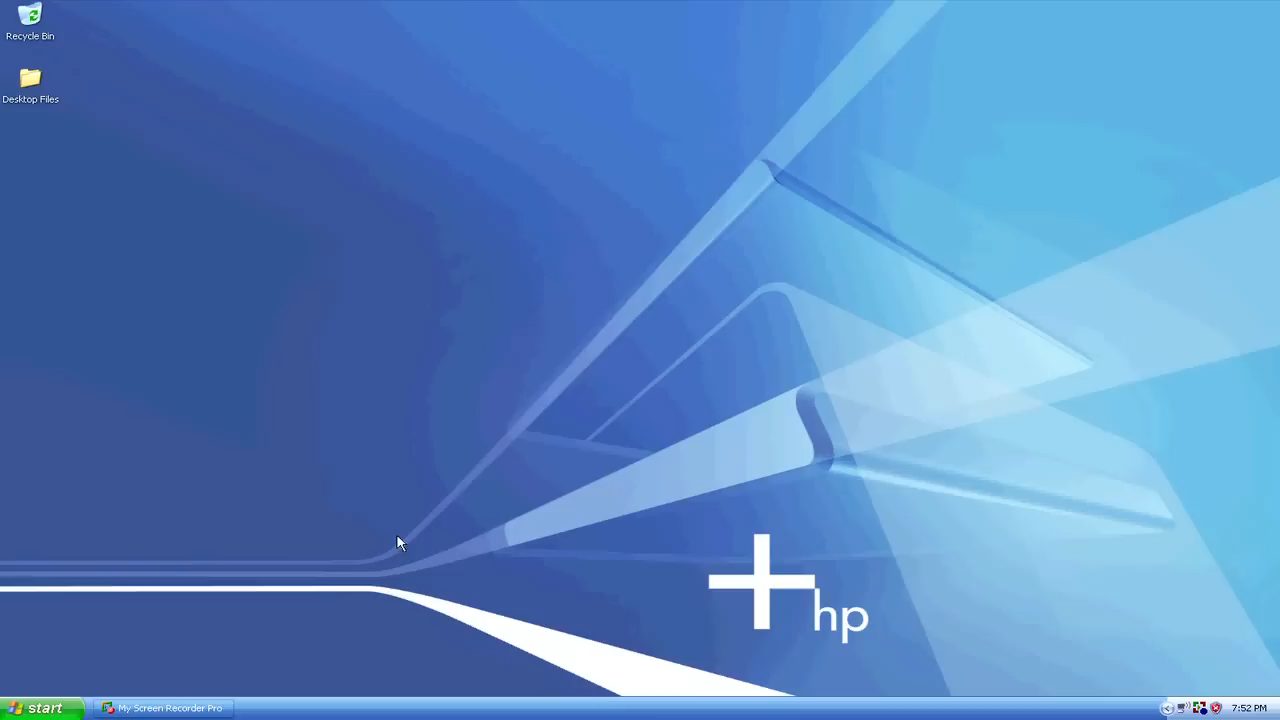 Recycle Bin
Desktop Files
hp
start
My Screen Recorder Pro
7:52 PM